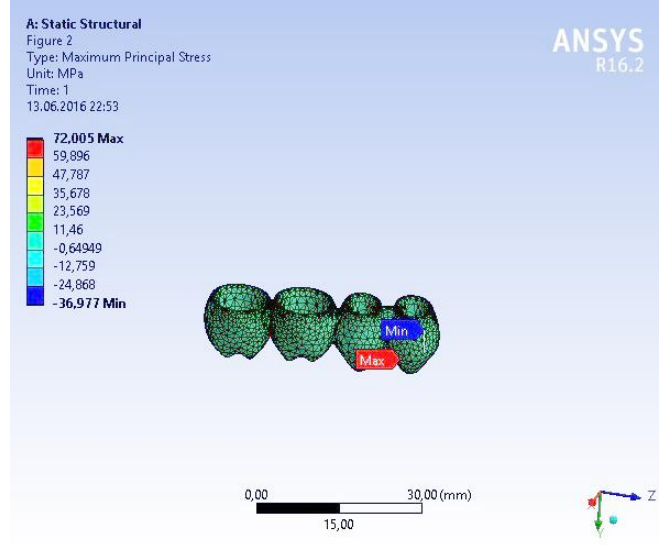 A: Static Structural
Figure 2
Type: Maximum Principal Stress
Unit: MPa
Time: 1
13.06.2016 22:53
ANSYS
R16.2
72,005 Max
59,896
47,787
35,678
23,569
11,46
-0,64949
-12,759
-24,868
-36,977 Min
Min
Max
0,00 30,00 (mm)
15,00
Z
Y